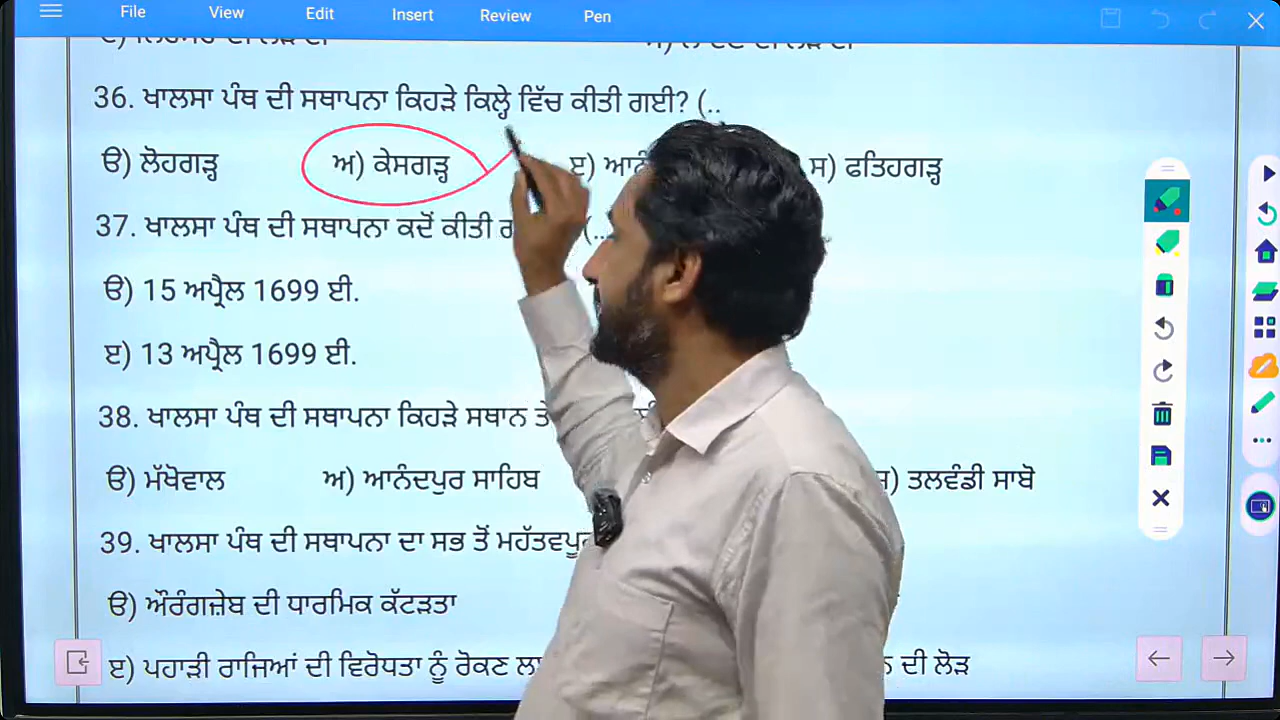 File View Edit Insert Review Pen
36. ਖਾਲਸਾ ਪੰਥ ਦੀ ਸਥਾਪਨਾ ਕਿਹੜੇ ਕਿਲ੍ਹੇ ਵਿੱਚ ਕੀਤੀ ਗਈ? (..
ੳ) ਲੋਹਗੜ੍ਹ ਅ) ਕੇਸਗੜ੍ਹ ੲ) ਸ) ਫਤਿਹਗੜ੍ਹ
37. ਖਾਲਸਾ ਪੰਥ ਦੀ ਸਥਾਪਨਾ ਕਦੋਂ ਕੀਤੀ (..
ੳ) 15 ਅਪ੍ਰੈਲ 1699 ਈ.
ੲ) 13 ਅਪ੍ਰੈਲ 1699 ਈ.
38. ਖਾਲਸਾ ਪੰਥ ਦੀ ਸਥਾਪਨਾ ਕਿਹੜੇ ਸਥਾਨ ਤੇ
ੳ) ਮੱਖੋਵਾਲ ਅ) ਆਨੰਦਪੁਰ ਸਾਹਿਬ ਸ) ਤਲਵੰਡੀ ਸਾਬੋ
39. ਖਾਲਸਾ ਪੰਥ ਦੀ ਸਥਾਪਨਾ ਦਾ ਸਭ ਤੋਂ
ੳ) ਔਰੰਗਜ਼ੇਬ ਦੀ ਧਾਰਮਿਕ ਕੱਟੜਤਾ
ੲ) ਪਹਾੜੀ ਰਾਜਿਆਂ ਦੀ ਵਿਰੋਧਤਾ ਨੂੰ ਰੋਕਣ ਦੀ ਲੋੜ